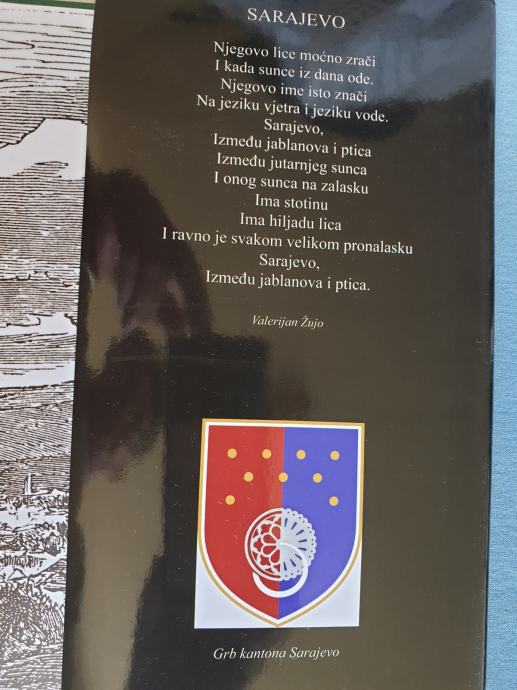 SARAJEVO
Njegovo lice moćno zrači
I kada sunce iz dana ode.
Njegovo ime isto znači
Na jeziku vjetra i jeziku vode.
Sarajevo,
Između jablanova i ptica
Između jutarnjeg sunca
I onog sunca na zalasku
Ima stotinu
Ima hiljadu lica
I ravno je svakom velikom pronalasku
Sarajevo,
Između jablanova i ptica.
Valerijan Žujo
Grb kantona Sarajevo